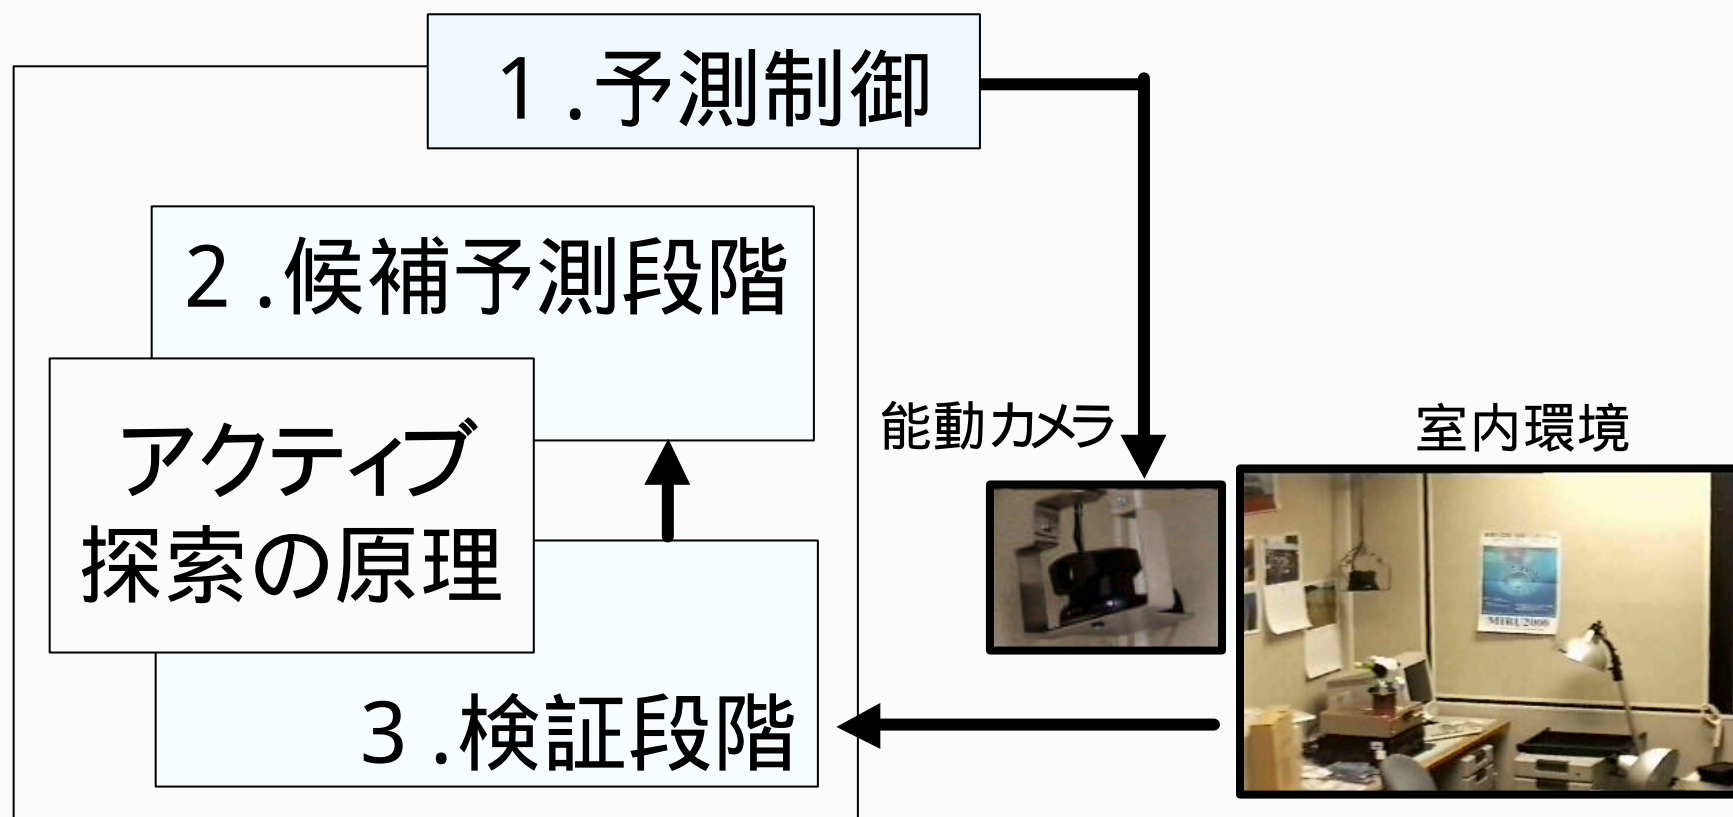 1.予測制御
2.候補予測段階
アクティブ
探索の原理
3.検証段階
能動カメラ
室内環境
MIRU2000